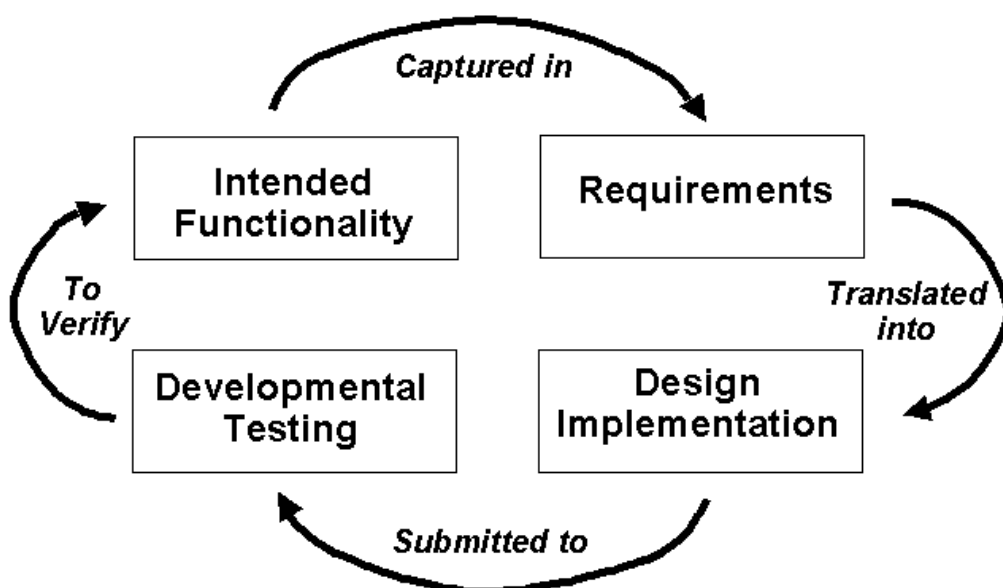 Captured in
Intended
Functionality
Requirements
To
Verify
Translated
into
Developmental
Testing
Design
Implementation
Submitted to